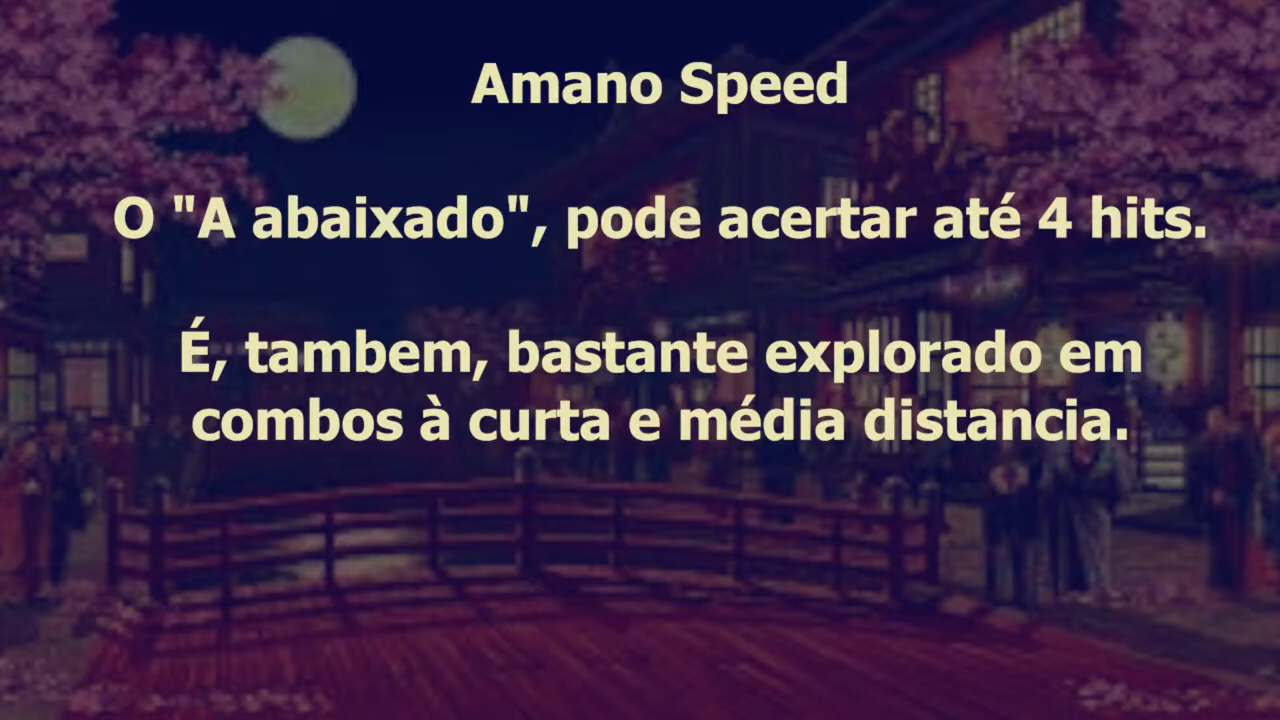 Amano Speed
O "A abaixado", pode acertar até 4 hits.
É, tambem, bastante explorado em
combos à curta e média distancia.